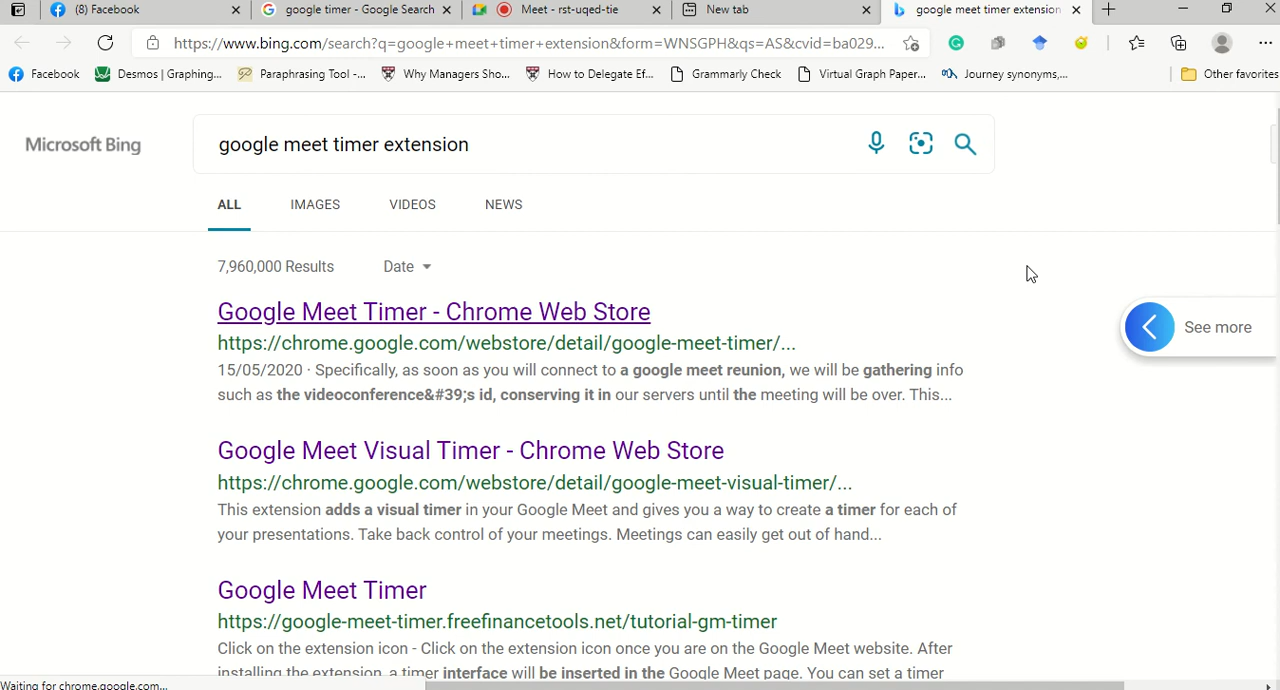 (8) Facebook
google timer - Google Search
Meet - rst-uqed-tie
New tab
google meet timer extension
https://www.bing.com/search?q=google+meet+timer+extension&form=WNSGPH&qs=AS&cvid=ba029...
Facebook
Desmos | Graphing...
Paraphrasing Tool -...
Why Managers Sho...
How to Delegate Ef...
Grammarly Check
Virtual Graph Paper...
Journey synonyms,...
Other favorites
Microsoft Bing
google meet timer extension
ALL
IMAGES
VIDEOS
NEWS
7,960,000 Results
Date
Google Meet Timer - Chrome Web Store
https://chrome.google.com/webstore/detail/google-meet-timer/...
15/05/2020 · Specifically, as soon as you will connect to a google meet reunion, we will be gathering info
such as the videoconference&#39;s id, conserving it in our servers until the meeting will be over. This...
See more
Google Meet Visual Timer - Chrome Web Store
https://chrome.google.com/webstore/detail/google-meet-visual-timer/...
This extension adds a visual timer in your Google Meet and gives you a way to create a timer for each of
your presentations. Take back control of your meetings. Meetings can easily get out of hand...
Google Meet Timer
https://google-meet-timer.freefinancetools.net/tutorial-gm-timer
Click on the extension icon - Click on the extension icon once you are on the Google Meet website. After
installing the extension, a timer interface will be inserted in the Google Meet page. You can set a timer
Waiting for chrome.google.com...